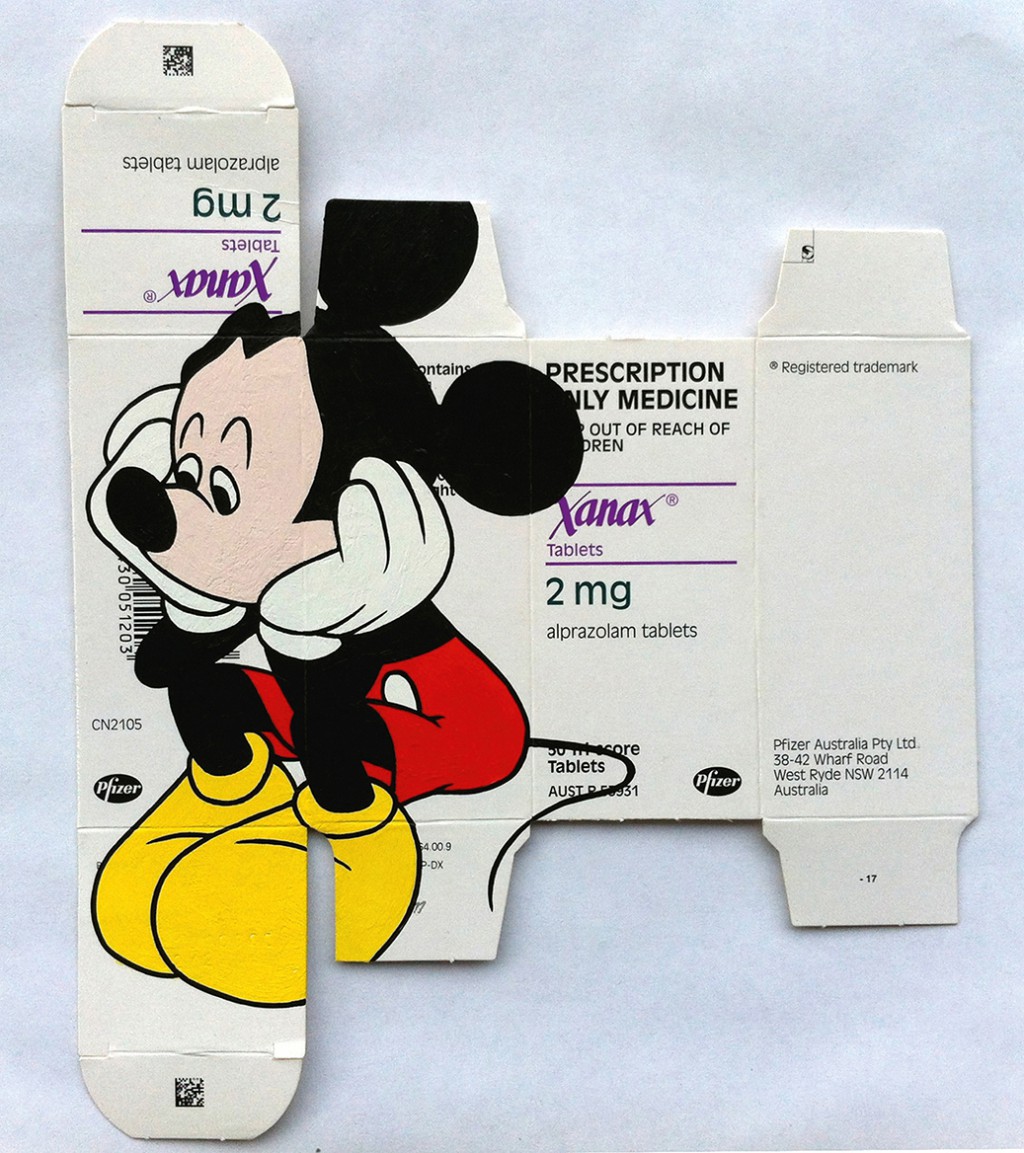 alprazolam tablets
2 mg
Tablets
Xanax®
PRESCRIPTION
MEDICINE
OUT OF REACH OF
Xanax®
Tablets
2 mg
alprazolam tablets
Tablets
AUST R
Pfizer
® Registered trademark
Pfizer Australia Pty Ltd.
38-42 Wharf Road
West Ryde NSW 2114
Australia
- 17
CN2105
Pfizer